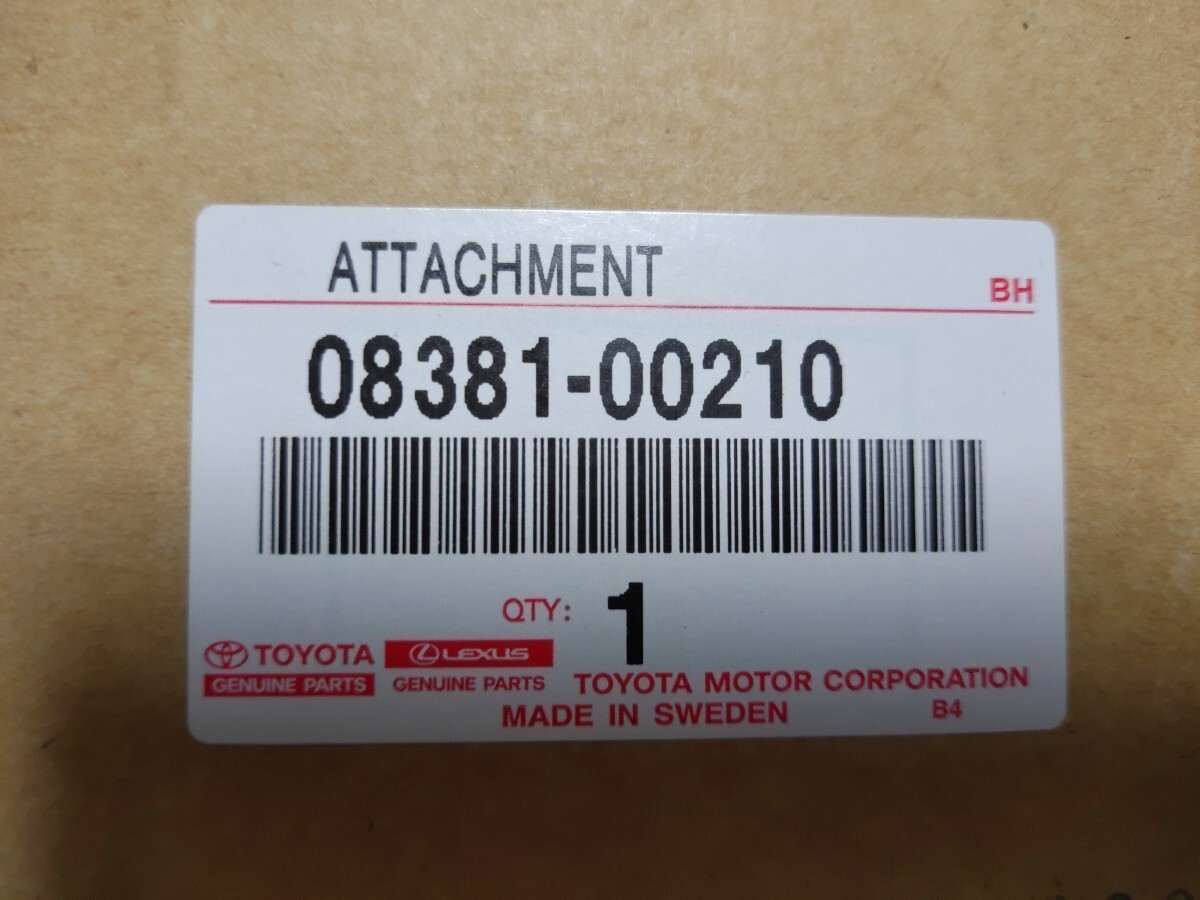 ATTACHMENT
BH
08381-00210
QTY: 1
TOYOTA LEXUS
GENUINE PARTS GENUINE PARTS TOYOTA MOTOR CORPORATION
MADE IN SWEDEN B4